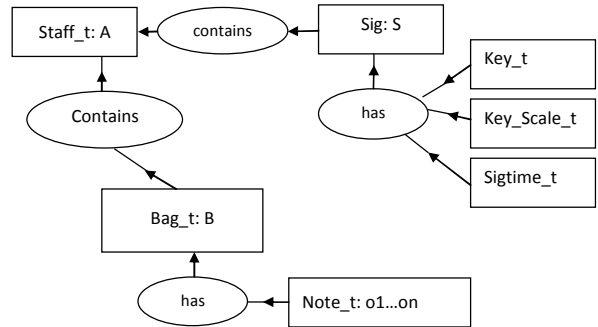 Staff_t: A
contains
Sig: S
Key_t
Contains
has
Key_Scale_t
Sigtime_t
Bag_t: B
has
Note_t: o1...on